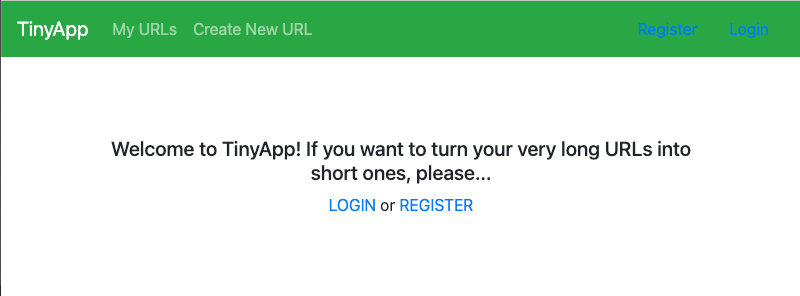 TinyApp My URLs Create New URL Register Login
Welcome to TinyApp! If you want to turn your very long URLs into
short ones, please...
LOGIN or REGISTER